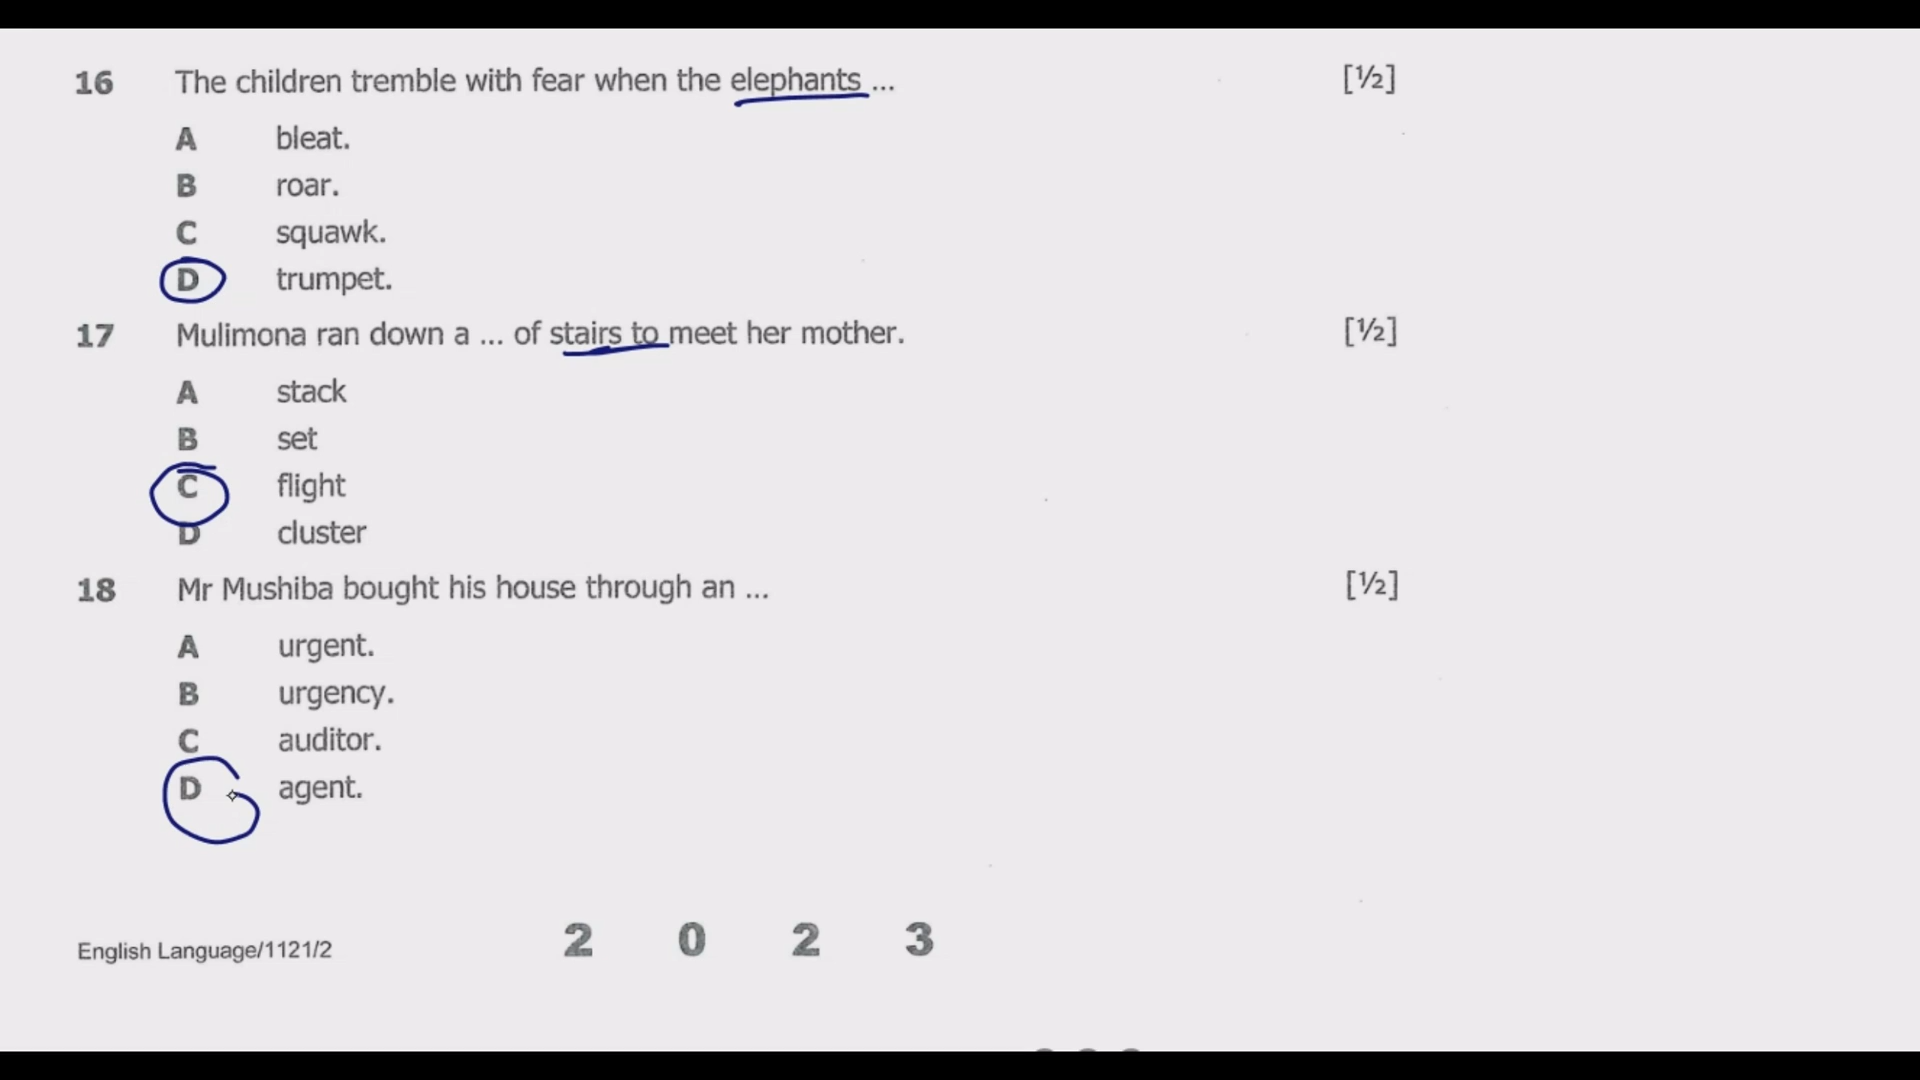 16 The children tremble with fear when the elephants ... [½]
A bleat.
B roar.
C squawk.
D trumpet.
17 Mulimona ran down a ... of stairs to meet her mother. [½]
A stack
B set
C flight
D cluster
18 Mr Mushiba bought his house through an ... [½]
A urgent.
B urgency.
C auditor.
D agent.
English Language/1121/2 2 0 2 3